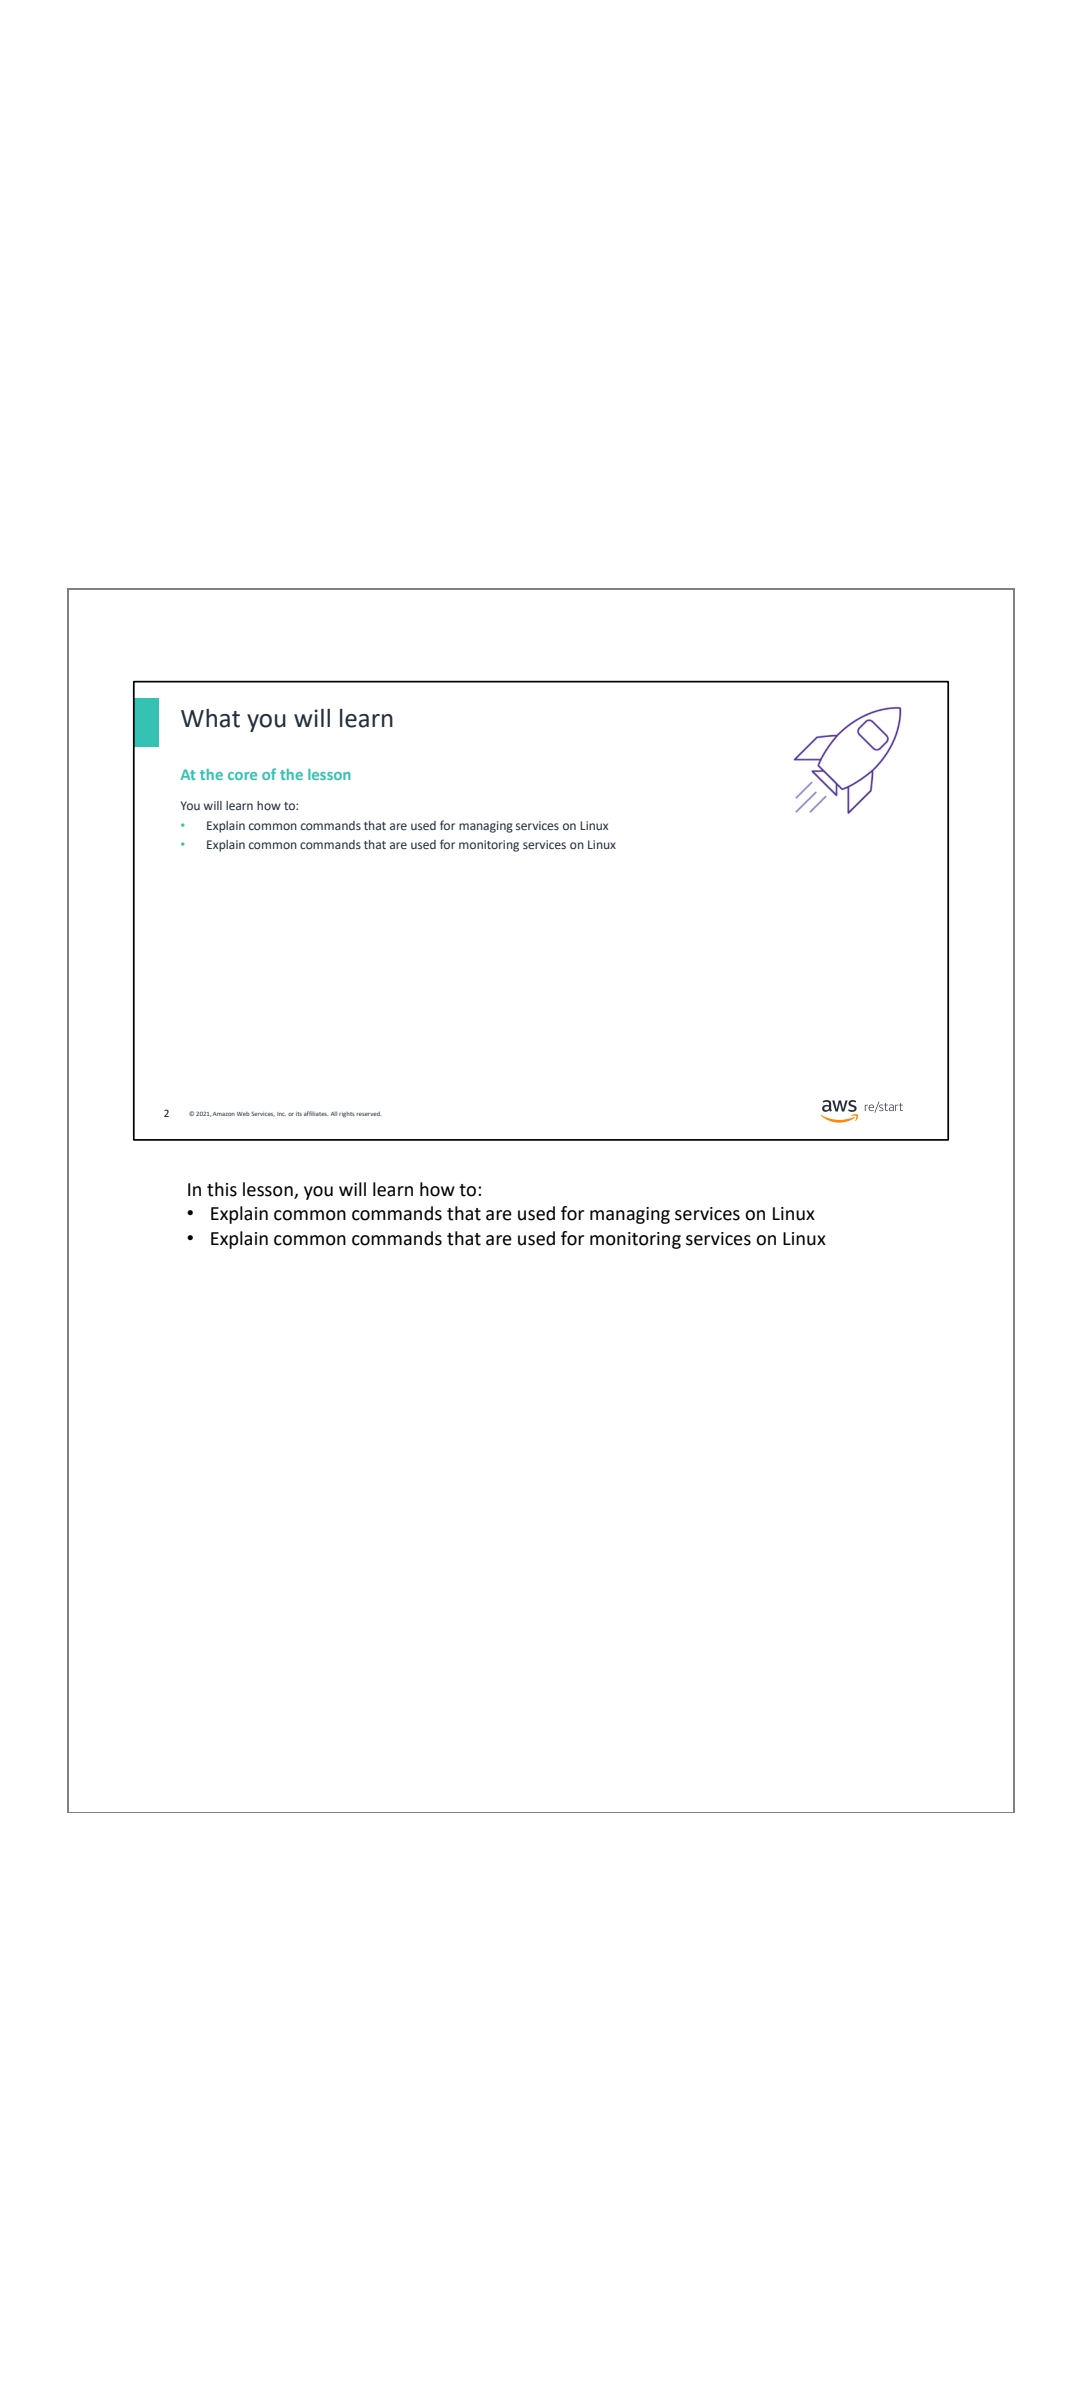 What you will learn
At the core of the lesson
You will learn how to:
• Explain common commands that are used for managing services on Linux
• Explain common commands that are used for monitoring services on Linux
2 © 2021, Amazon Web Services, Inc. or its affiliates. All rights reserved.
aws re/start
In this lesson, you will learn how to:
• Explain common commands that are used for managing services on Linux
• Explain common commands that are used for monitoring services on Linux